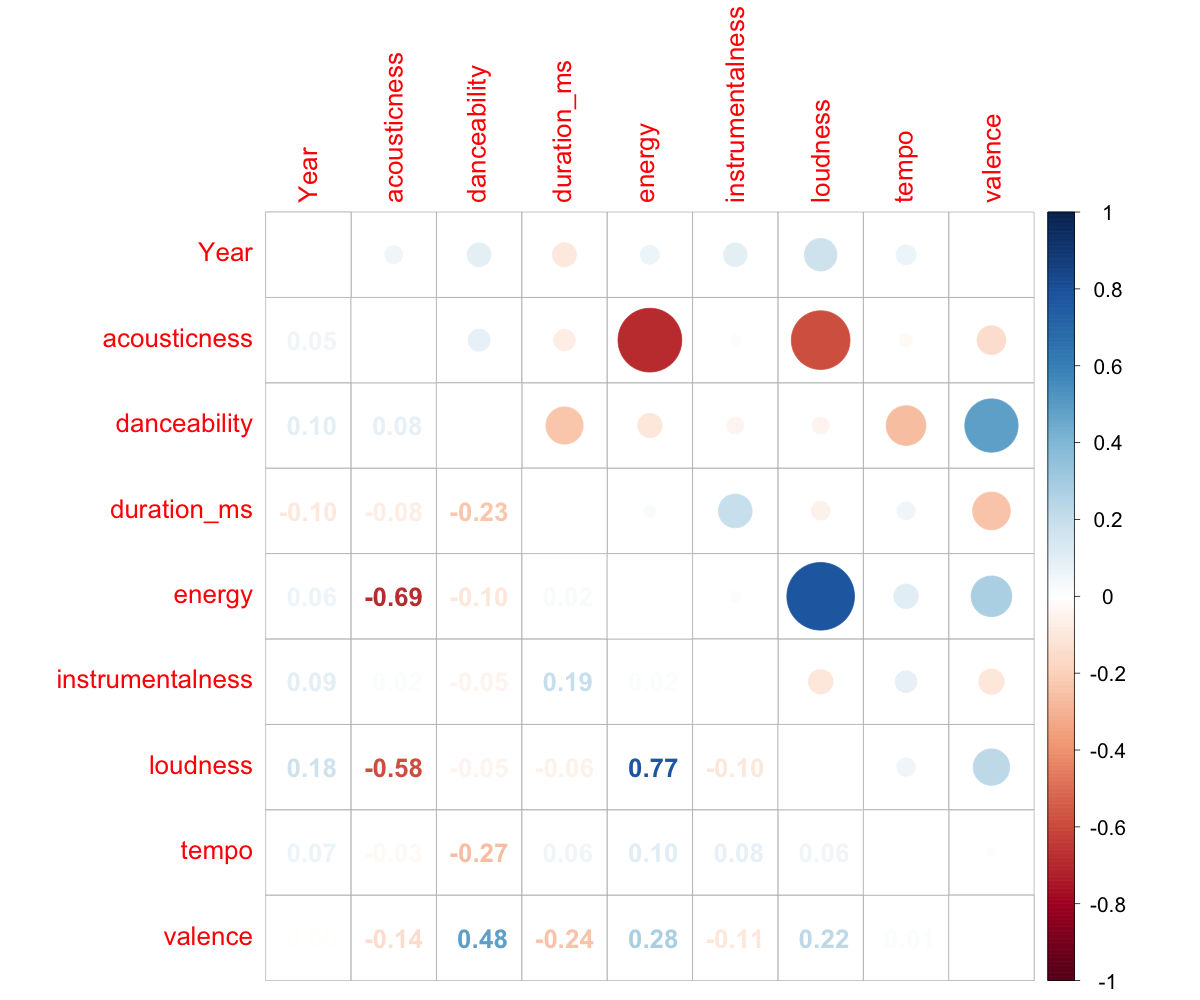 Year acousticness danceability duration_ms energy instrumentalness loudness tempo valence
Year
acousticness 0.05
danceability 0.10 0.08
duration_ms -0.10 -0.08 -0.23
energy 0.06 -0.69 -0.10 0.02
instrumentalness 0.09 0.02 -0.05 0.19 0.02
loudness 0.18 -0.58 -0.05 -0.06 0.77 -0.10
tempo 0.07 -0.03 -0.27 0.06 0.10 0.08 0.06
valence -0.14 0.48 -0.24 0.28 -0.11 0.22 0.01
1
0.8
0.6
0.4
0.2
0
-0.2
-0.4
-0.6
-0.8
-1